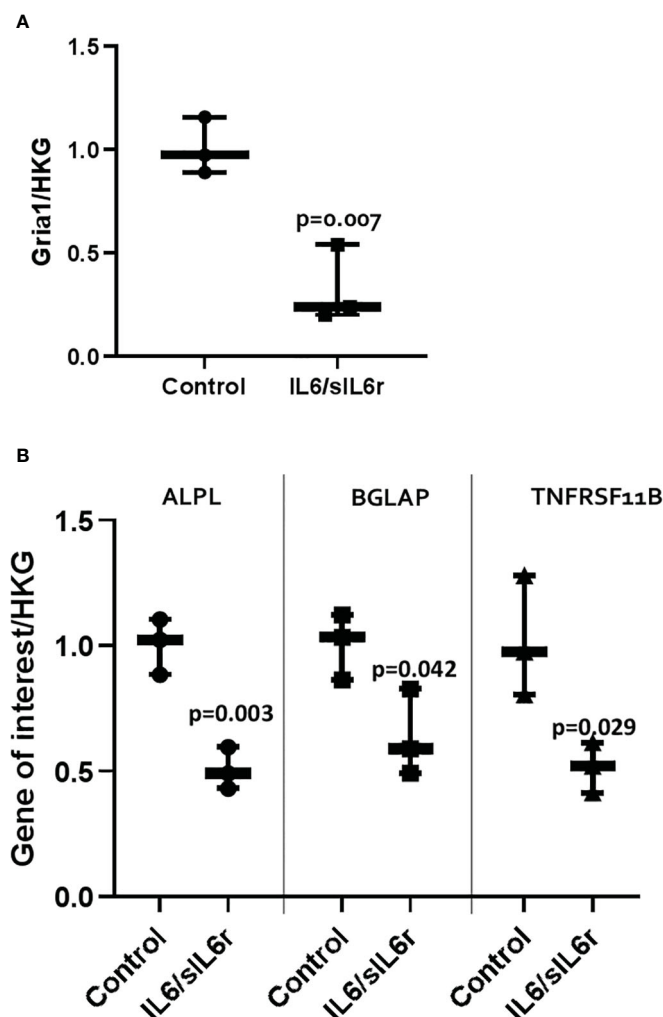 A
1.5
1.0
0.5
0.0
Gria1/HKG
p=0.007
Control IL6/sIL6r
B
ALPL BGLAP TNFRSF11B
1.5
1.0
0.5
0.0
Gene of interest/HKG
p=0.003
p=0.042
p=0.029
Control IL6/sIL6r Control IL6/sIL6r Control IL6/sIL6r